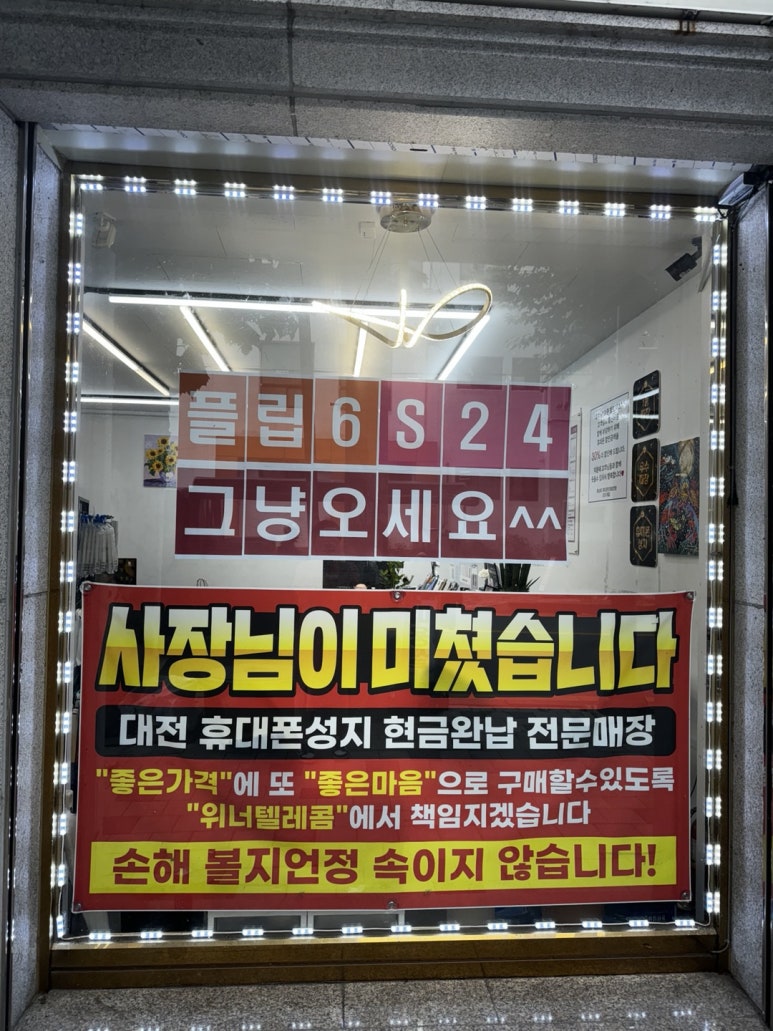 플립6S24
그냥오세요^^
사장님이 미쳤습니다
대전 휴대폰성지 현금완납 전문매장
"좋은가격"에 또 "좋은마음"으로 구매할수있도록
"위너텔레콤"에서 책임지겠습니다
손해 볼지언정 속이지 않습니다!